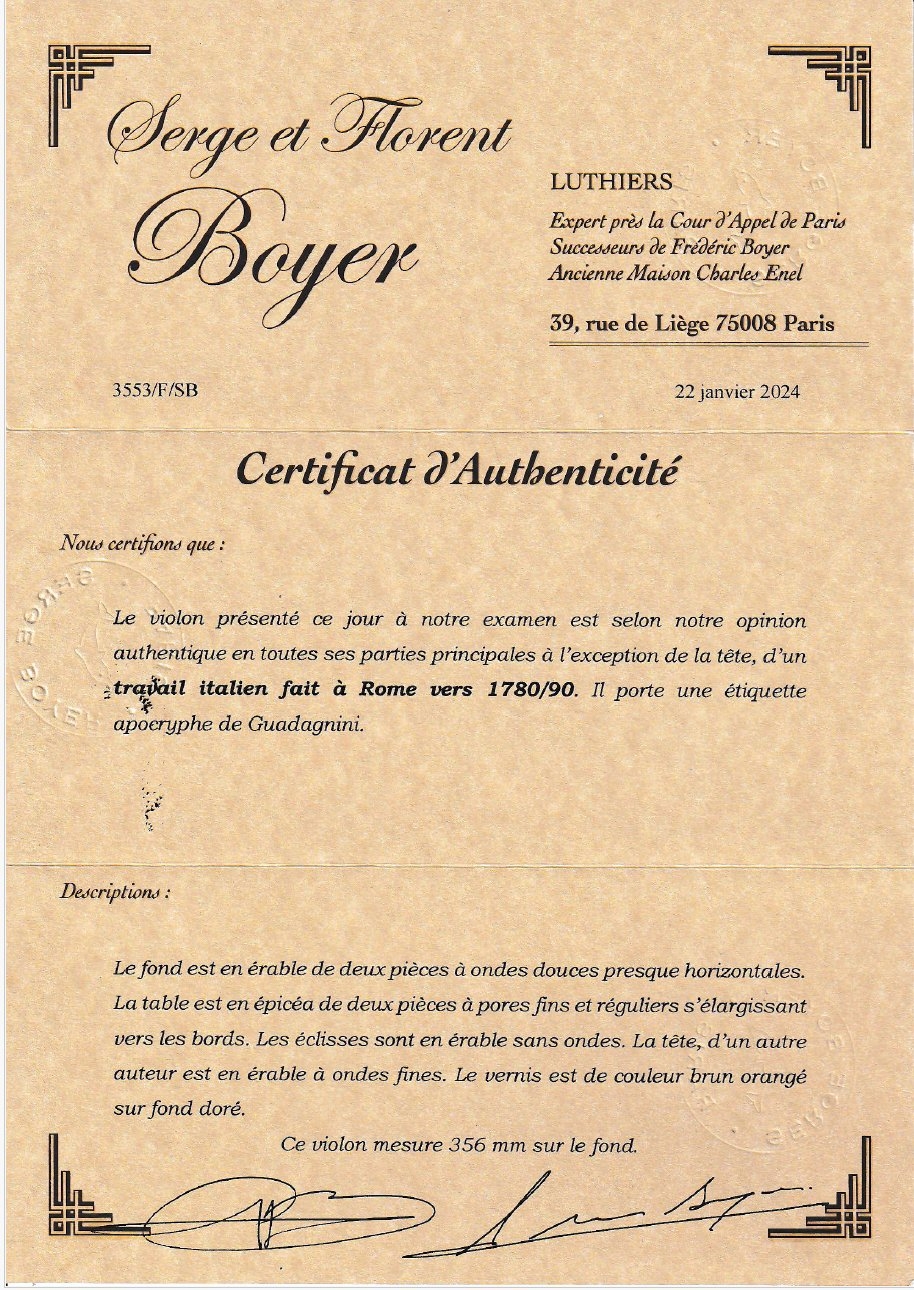 Serge et Florent
Boyer
LUTHIERS
Expert près la Cour d'Appel de Paris
Successeurs de Frédéric Boyer
Ancienne Maison Charles Enel
39, rue de Liège 75008 Paris
3553/F/SB
22 janvier 2024
Certificat d'Authenticité
Nous certifions que :
Le violon présenté ce jour à notre examen est selon notre opinion
authentique en toutes ses parties principales à l'exception de la tête, d'un
travail italien fait à Rome vers 1780/90. Il porte une étiquette
apocryphe de Guadagnini.
Descriptions :
Le fond est en érable de deux pièces à ondes douces presque horizontales.
La table est en épicéa de deux pièces à pores fins et réguliers s'élargissant
vers les bords. Les éclisses sont en érable sans ondes. La tête, d'un autre
auteur est en érable à ondes fines. Le vernis est de couleur brun orangé
sur fond doré.
Ce violon mesure 356 mm sur le fond.